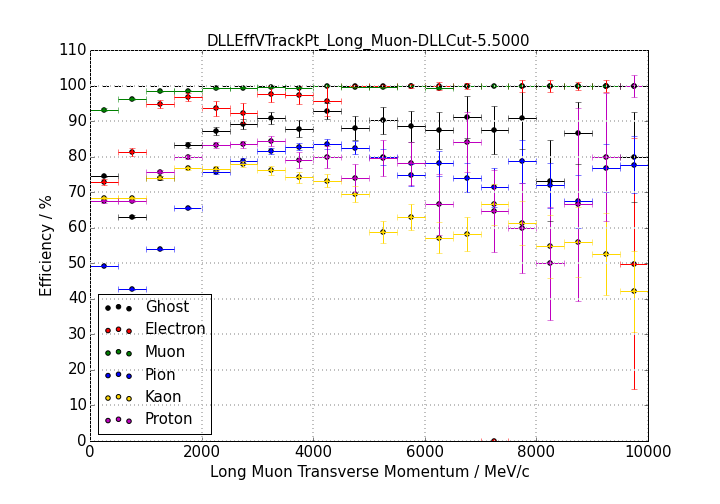 DLLEffVTrackPt_Long_Muon-DLLCut-5.5000
110
100
90
80
70
60
50
40
30
20
10
0
Efficiency / %
Ghost
Electron
Muon
Pion
Kaon
Proton
0 2000 4000 6000 8000 10000
Long Muon Transverse Momentum / MeV/c